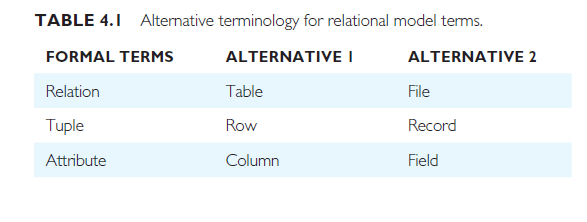 TABLE 4.1 Alternative terminology for relational model terms.
FORMAL TERMS ALTERNATIVE 1 ALTERNATIVE 2
Relation Table File
Tuple Row Record
Attribute Column Field